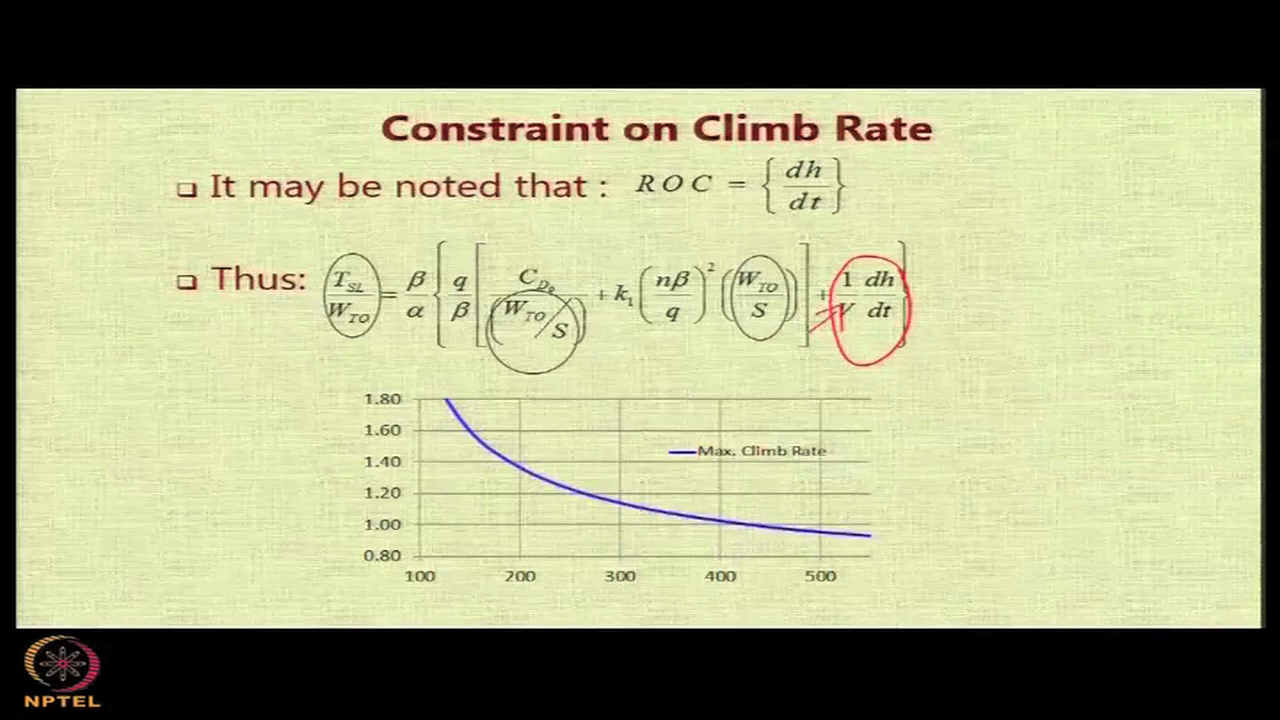 Constraint on Climb Rate
❑ It may be noted that : ROC = {dh/dt}
❑ Thus: T_SL/W_TO = β/α { q/β [ C_D₀/(W_TO/S) + k₁ (nβ/q)² (W_TO/S) ] + 1/V dh/dt }
1.80
1.60
Max. Climb Rate
1.40
1.20
1.00
0.80
100 200 300 400 500
NPTEL